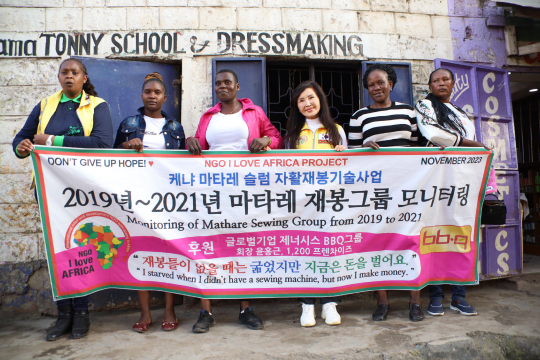 ama TONNY SCHOOL & DRESSMAKING
COSMETICS
DON'T GIVE UP HOPE!♥
NGO I LOVE AFRICA PROJECT
NOVEMBER 2023
케냐 마타레 슬럼 자활재봉기술사업
2019년~2021년 마타레 재봉그룹 모니터링
Monitoring of Mathare Sewing Group from 2019 to 2021
NGO
I love
AFRICA
후원
글로벌기업 제너시스 BBQ그룹
회장 윤홍근, 1,200 프랜차이즈
bb.q
"재봉틀이 없을 때는 굶었지만 지금은 돈을 벌어요."
"I starved when I didn't have a sewing machine, but now I make money."